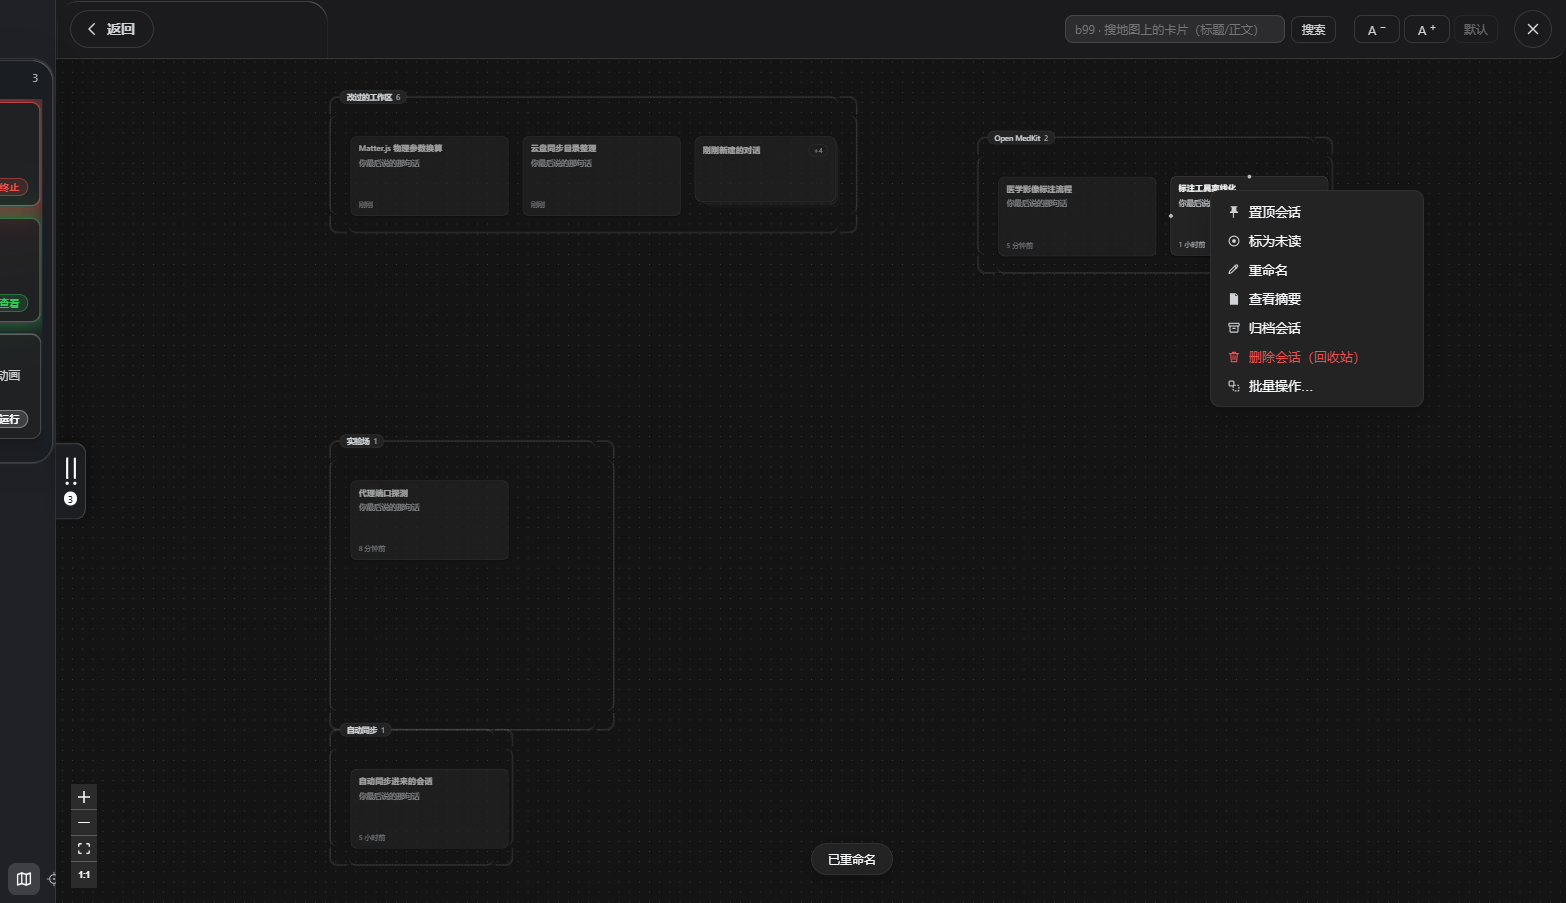 返回
b99 · 搜地图上的卡片（标题/正文）
搜索
A⁻
A⁺
默认
3
终止
查看
动画
运行
3
改过的工作区 6
Matter.js 物理参数换算
你最后说的那句话
刚刚
云盘同步目录整理
你最后说的那句话
刚刚
刚刚新建的对话
+4
Open MedKit 2
医学影像标注流程
你最后说的那句话
5 分钟前
标注工具离线化
你最后说
1 小时前
置顶会话
标为未读
重命名
查看摘要
归档会话
删除会话（回收站）
批量操作…
实验场 1
代理端口探测
你最后说的那句话
8 分钟前
自动同步 1
自动同步进来的会话
你最后说的那句话
5 小时前
1:1
已重命名